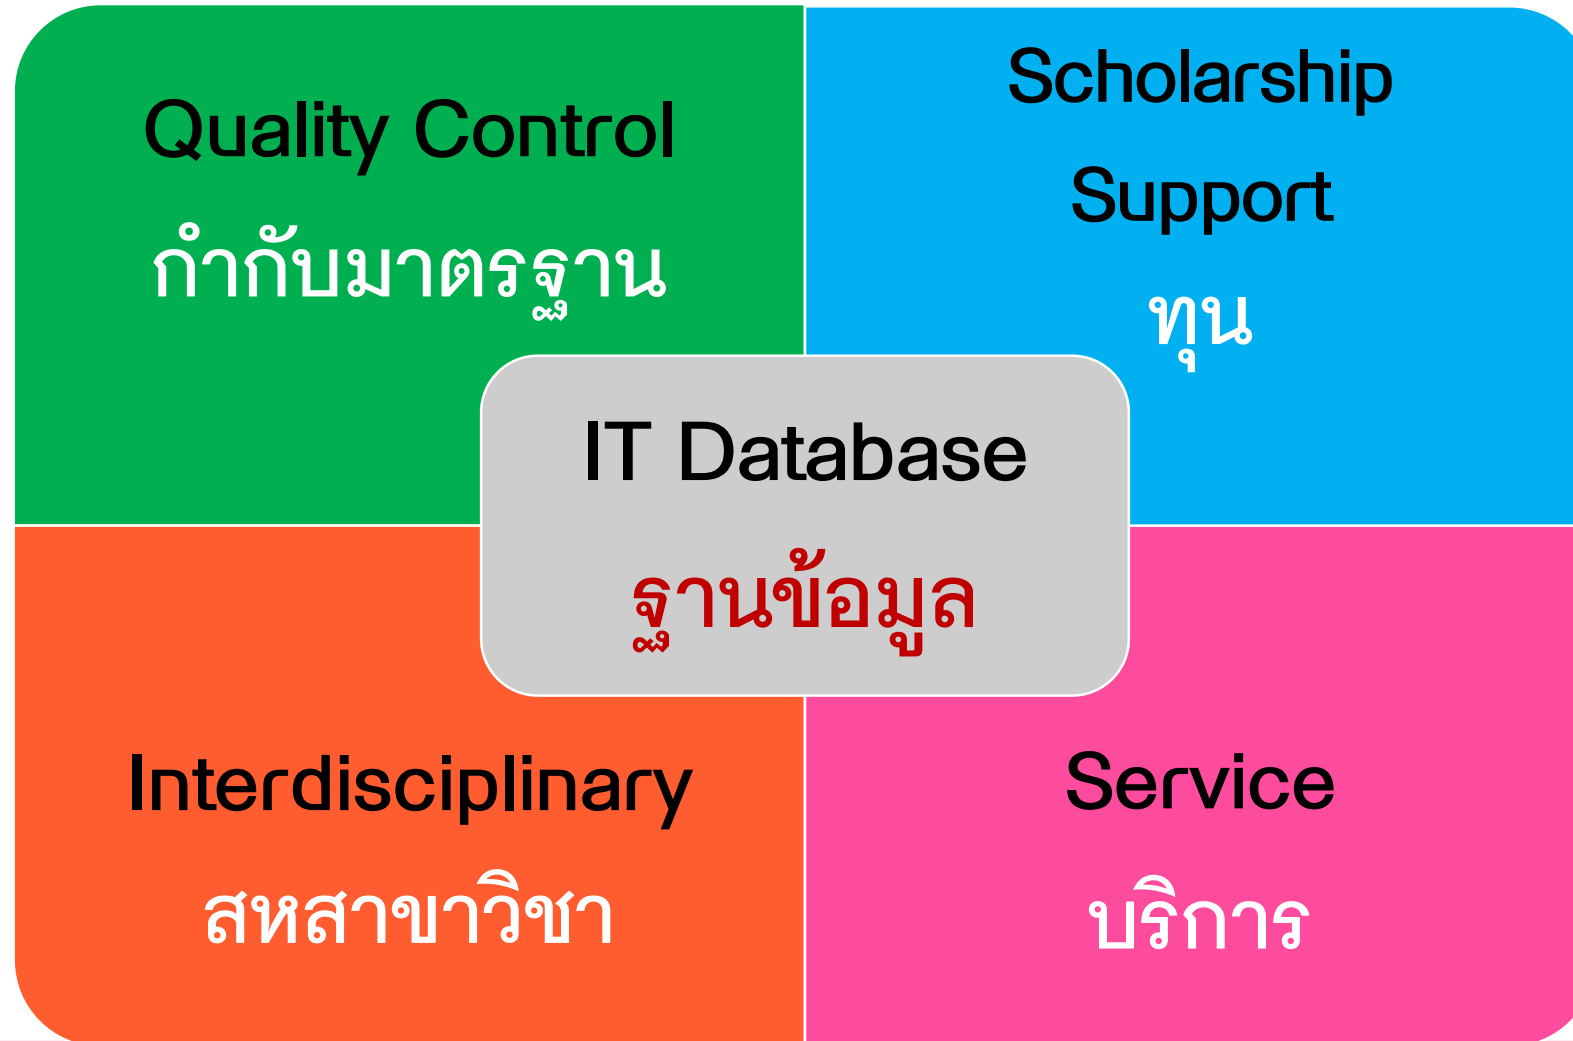 Quality Control
กำกับมาตรฐาน
Scholarship
Support
ทุน
IT Database
ฐานข้อมูล
Interdisciplinary
สหสาขาวิชา
Service
บริการ